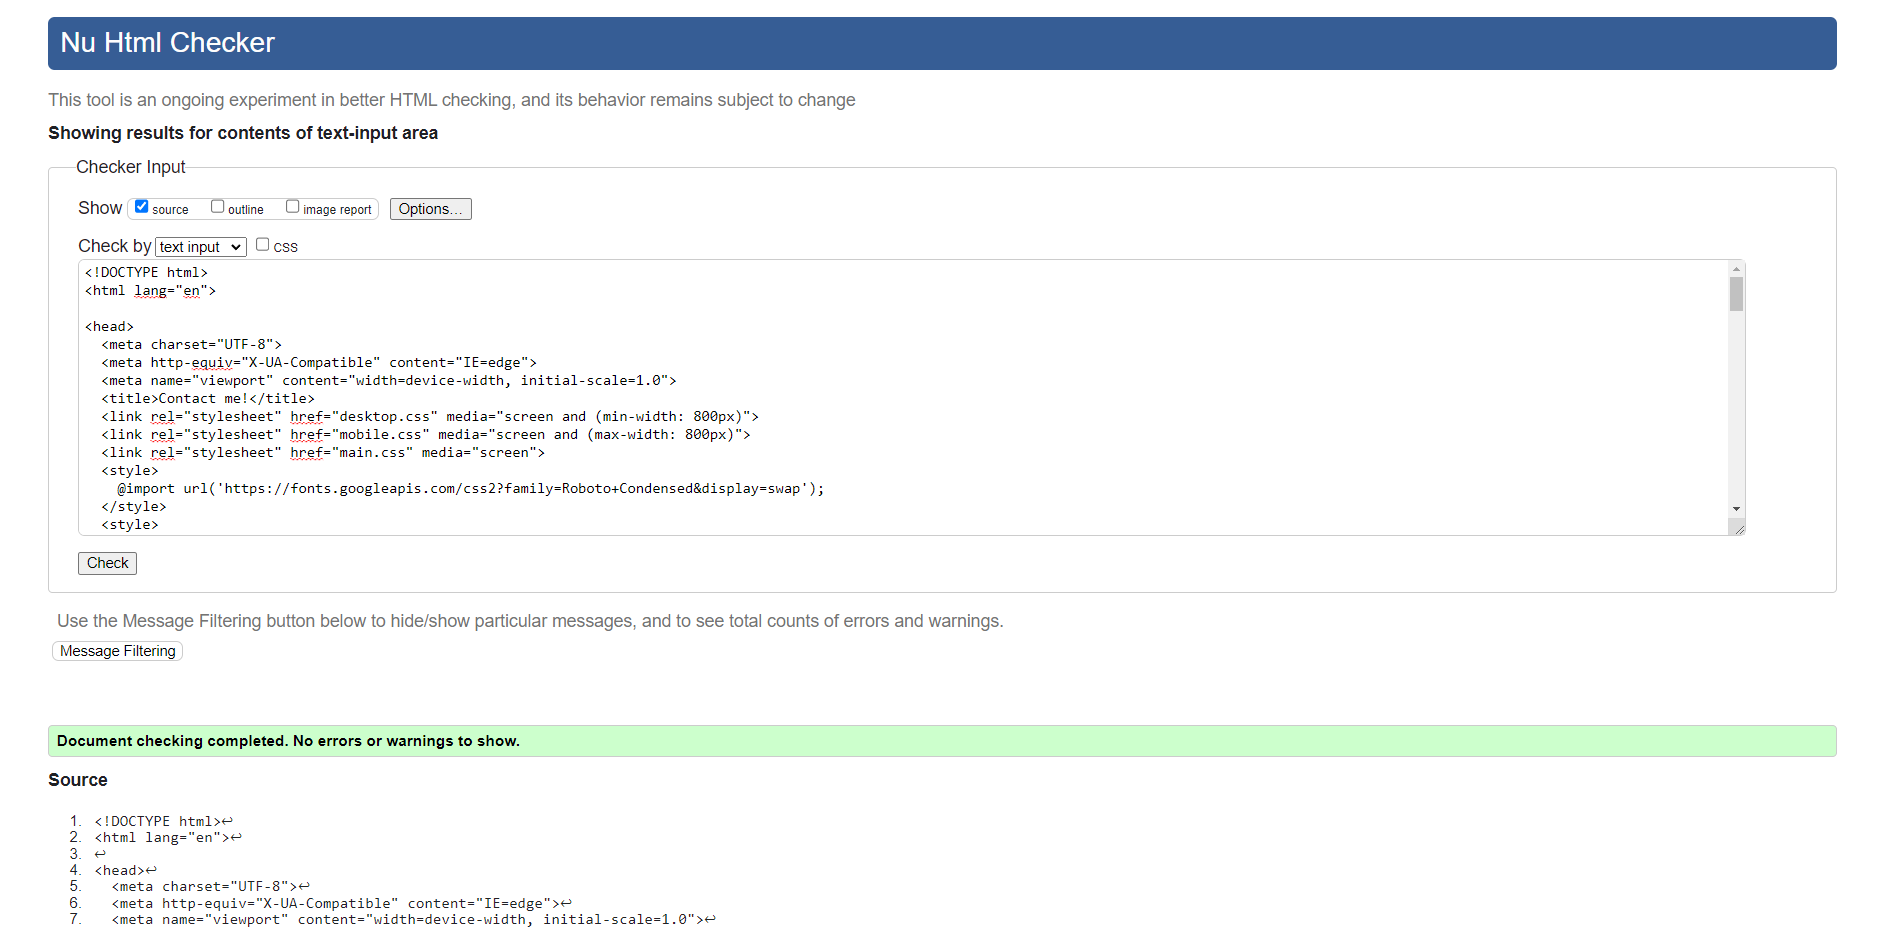 Nu Html Checker
This tool is an ongoing experiment in better HTML checking, and its behavior remains subject to change
Showing results for contents of text-input area
Checker Input
Show source outline image report Options...
Check by text input css
<!DOCTYPE html>
<html lang="en">
<head>
<meta charset="UTF-8">
<meta http-equiv="X-UA-Compatible" content="IE=edge">
<meta name="viewport" content="width=device-width, initial-scale=1.0">
<title>Contact me!</title>
<link rel="stylesheet" href="desktop.css" media="screen and (min-width: 800px)">
<link rel="stylesheet" href="mobile.css" media="screen and (max-width: 800px)">
<link rel="stylesheet" href="main.css" media="screen">
<style>
@import url('https://fonts.googleapis.com/css2?family=Roboto+Condensed&display=swap');
</style>
<style>
Check
Use the Message Filtering button below to hide/show particular messages, and to see total counts of errors and warnings.
Message Filtering
Document checking completed. No errors or warnings to show.
Source
1. <!DOCTYPE html>↩
2. <html lang="en">↩
3. ↩
4. <head>↩
5. <meta charset="UTF-8">↩
6. <meta http-equiv="X-UA-Compatible" content="IE=edge">↩
7. <meta name="viewport" content="width=device-width, initial-scale=1.0">↩